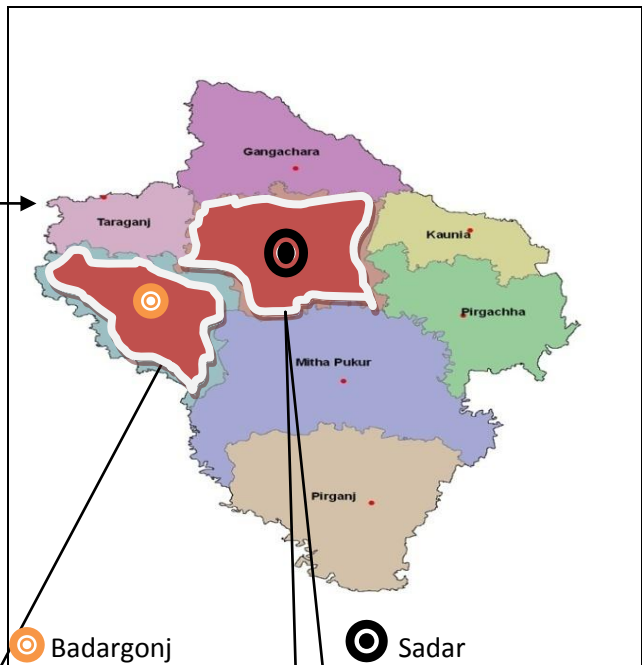 Gangachara
Taraganj
Kaunia
Pirgachha
Mitha Pukur
Pirganj
Badargonj
Sadar